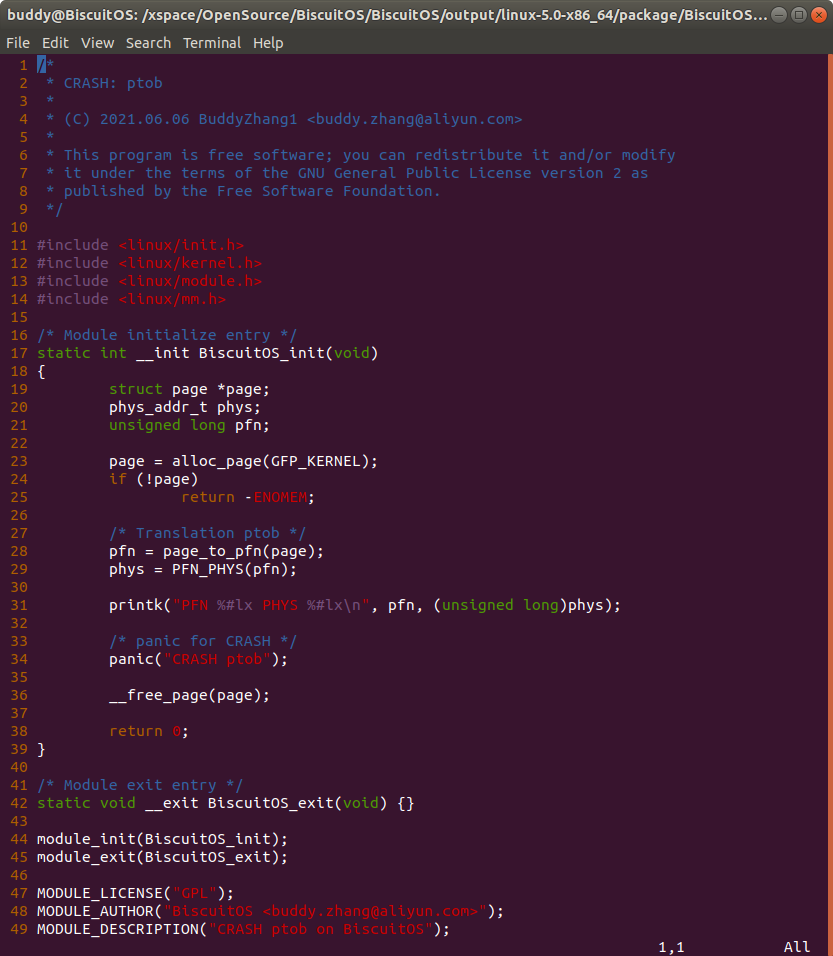 buddy@BiscuitOS: /xspace/OpenSource/BiscuitOS/BiscuitOS/output/linux-5.0-x86_64/package/BiscuitOS...
File Edit View Search Terminal Help
1 /*
2  * CRASH: ptob
3  *
4  * (C) 2021.06.06 BuddyZhang1 <buddy.zhang@aliyun.com>
5  *
6  * This program is free software; you can redistribute it and/or modify
7  * it under the terms of the GNU General Public License version 2 as
8  * published by the Free Software Foundation.
9  */
10
11 #include <linux/init.h>
12 #include <linux/kernel.h>
13 #include <linux/module.h>
14 #include <linux/mm.h>
15
16 /* Module initialize entry */
17 static int __init BiscuitOS_init(void)
18 {
19         struct page *page;
20         phys_addr_t phys;
21         unsigned long pfn;
22
23         page = alloc_page(GFP_KERNEL);
24         if (!page)
25                 return -ENOMEM;
26
27         /* Translation ptob */
28         pfn = page_to_pfn(page);
29         phys = PFN_PHYS(pfn);
30
31         printk("PFN %#lx PHYS %#lx\n", pfn, (unsigned long)phys);
32
33         /* panic for CRASH */
34         panic("CRASH ptob");
35
36         __free_page(page);
37
38         return 0;
39 }
40
41 /* Module exit entry */
42 static void __exit BiscuitOS_exit(void) {}
43
44 module_init(BiscuitOS_init);
45 module_exit(BiscuitOS_exit);
46
47 MODULE_LICENSE("GPL");
48 MODULE_AUTHOR("BiscuitOS <buddy.zhang@aliyun.com>");
49 MODULE_DESCRIPTION("CRASH ptob on BiscuitOS");
1,1 All